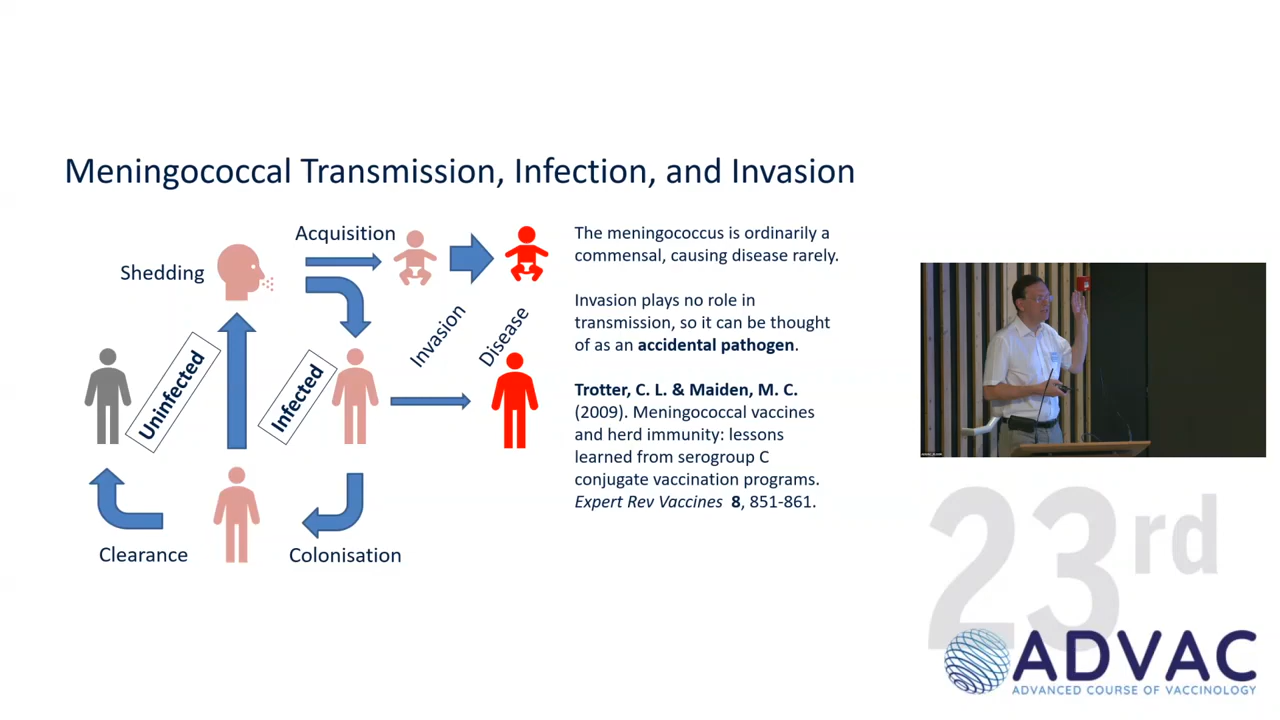 Meningococcal Transmission, Infection, and Invasion
Acquisition
Shedding
Uninfected
Infected
Invasion
Disease
Clearance
Colonisation
The meningococcus is ordinarily a
commensal, causing disease rarely.
Invasion plays no role in
transmission, so it can be thought
of as an accidental pathogen.
Trotter, C. L. & Maiden, M. C.
(2009). Meningococcal vaccines
and herd immunity: lessons
learned from serogroup C
conjugate vaccination programs.
Expert Rev Vaccines 8, 851-861.
23rd
ADVAC
ADVANCED COURSE OF VACCINOLOGY